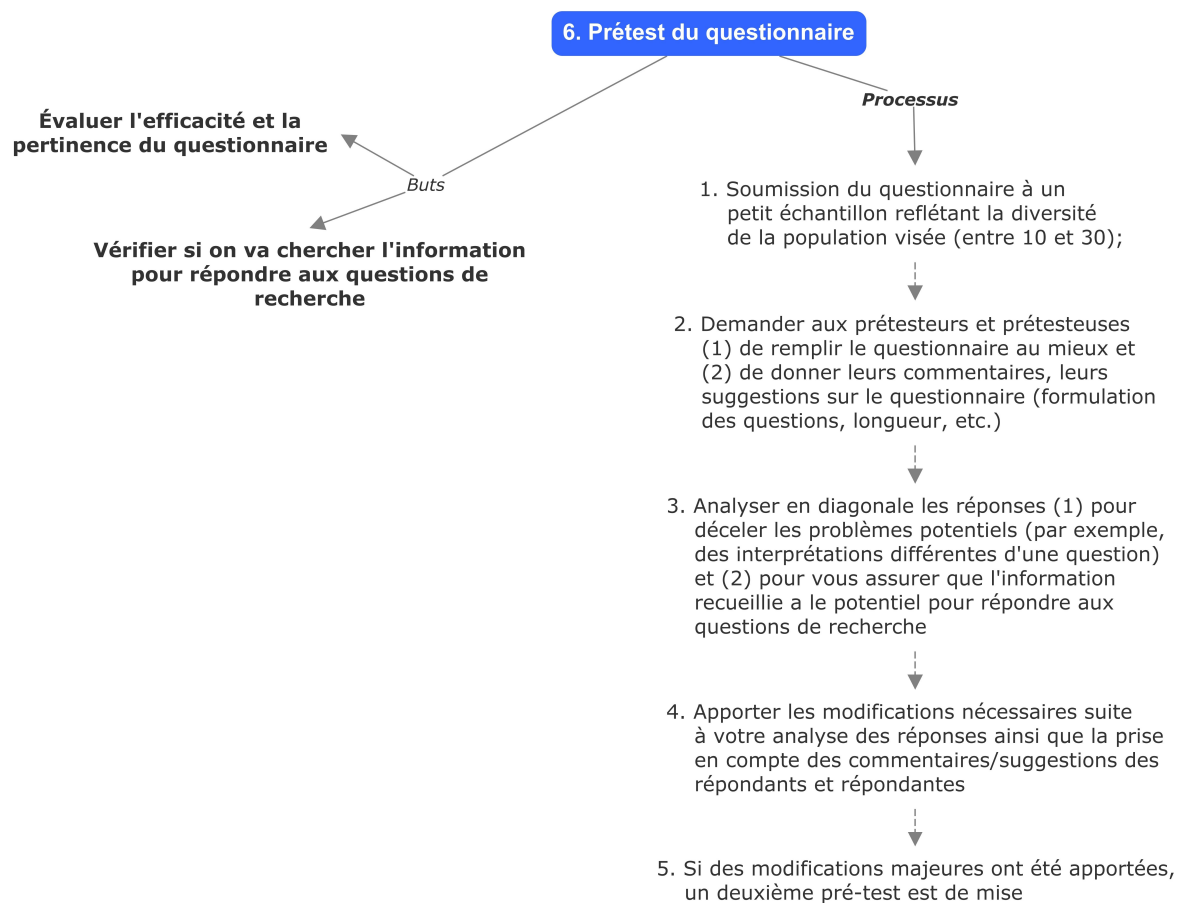 6. Prétest du questionnaire
Processus
Évaluer l'efficacité et la
pertinence du questionnaire
Buts
Vérifier si on va chercher l'information
pour répondre aux questions de
recherche
1. Soumission du questionnaire à un
petit échantillon reflétant la diversité
de la population visée (entre 10 et 30);
2. Demander aux prétesteurs et prétesteuses
(1) de remplir le questionnaire au mieux et
(2) de donner leurs commentaires, leurs
suggestions sur le questionnaire (formulation
des questions, longueur, etc.)
3. Analyser en diagonale les réponses (1) pour
déceler les problèmes potentiels (par exemple,
des interprétations différentes d'une question)
et (2) pour vous assurer que l'information
recueillie a le potentiel pour répondre aux
questions de recherche
4. Apporter les modifications nécessaires suite
à votre analyse des réponses ainsi que la prise
en compte des commentaires/suggestions des
répondants et répondantes
5. Si des modifications majeures ont été apportées,
un deuxième pré-test est de mise